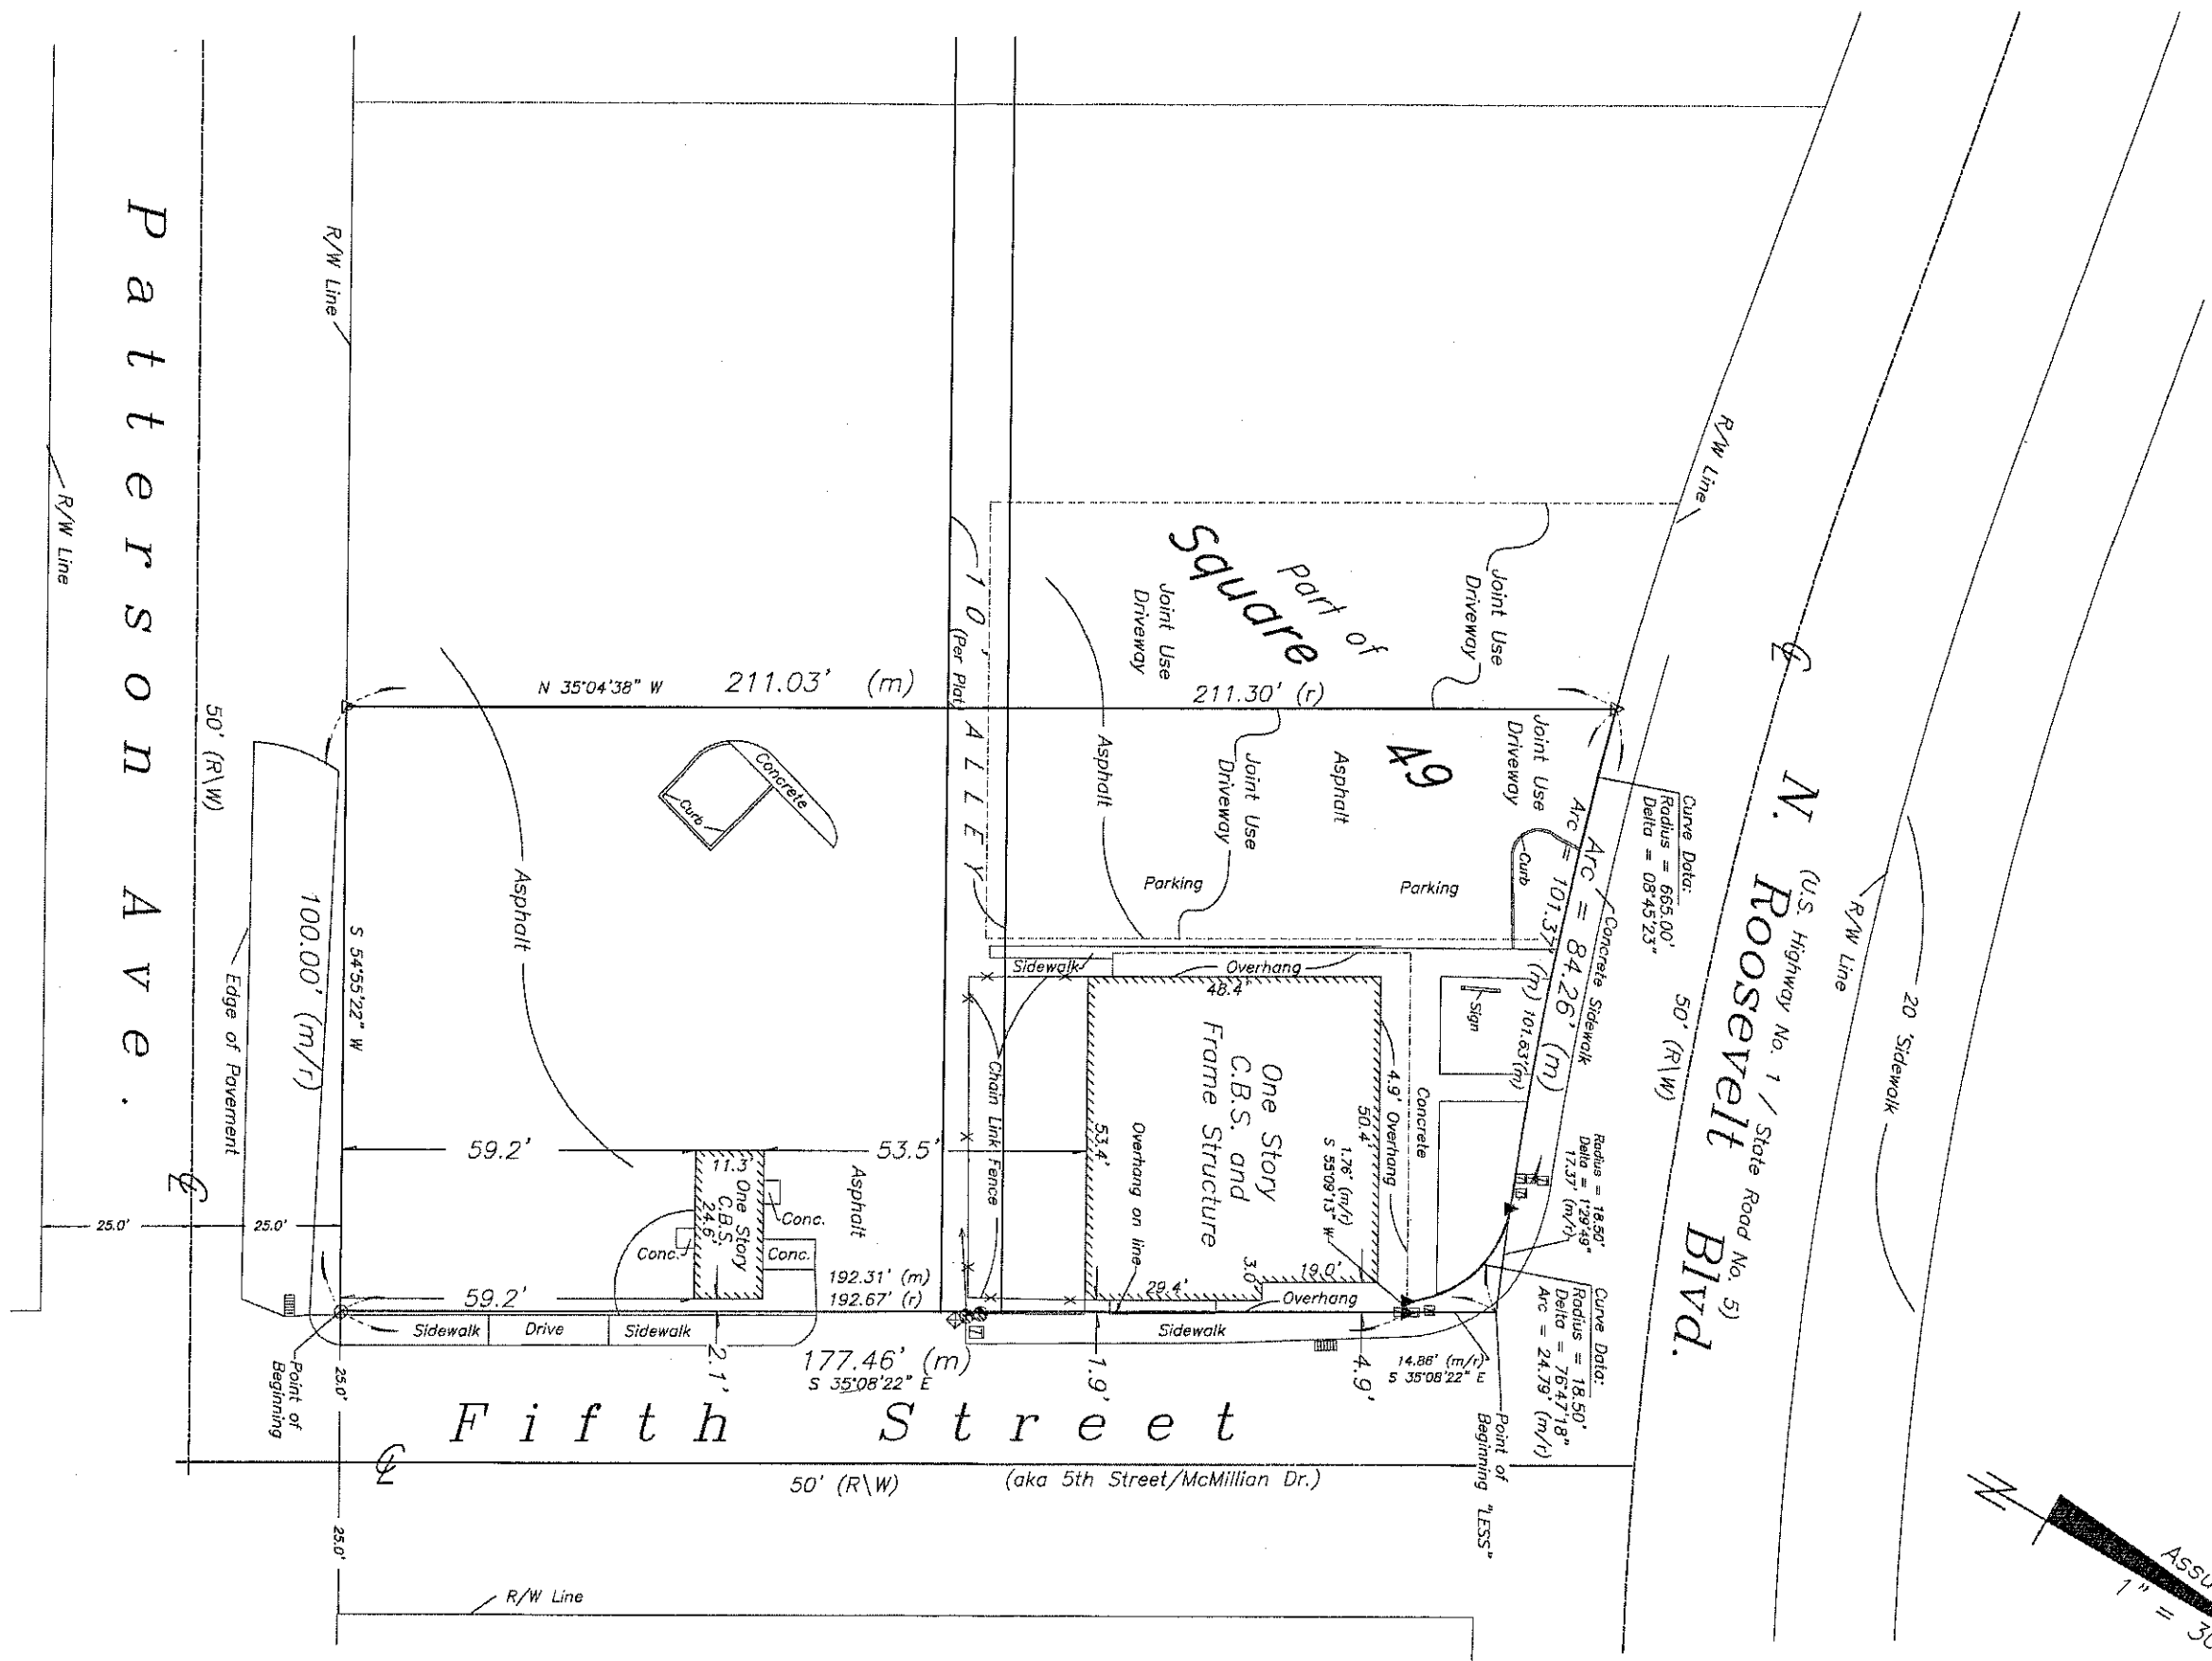 Patterson Ave.
50' (R\W)
R/W Line
R/W Line
Edge of Pavement
100.00' (m/r)
S 54°55'22" W
N 35°04'38" W
211.03' (m)
211.30' (r)
10' ALLEY
(Per Plat)
part of
Square
49
Joint Use
Driveway
Joint Use
Driveway
Joint Use
Driveway
Joint Use
Driveway
Asphalt
Asphalt
Asphalt
Asphalt
Concrete
Curb
Parking
Parking
Curb
R/W Line
N. Roosevelt Blvd.
(U.S. Highway No. 1 / State Road No. 5)
50' (R\W)
R/W Line
20 'Sidewalk
Curve Data:
Radius = 665.00'
Delta = 08°45'23"
Arc = 101.37' (m) 101.63'(m)
Arc = 84.26' (m)
Concrete Sidewalk
Radius = 18.50'
Delta = 1°29'49"
17.37' (m/r)
Curve Data:
Radius = 18.50'
Delta = 76°47'18"
Arc = 24.79' (m/r)
Sidewalk
Overhang
48.4'
One Story
C.B.S. and
Frame Structure
Sign
Concrete
4.9' Overhang
50.4'
1.76' (m/r)
S 55°09'13" W
Chain Link Fence
53.4'
Overhang on line
3.0'
19.0'
29.4'
Overhang
59.2'
53.5'
11.3'
One Story
C.B.S.
24.6'
Conc.
Conc.
Conc.
59.2'
192.31' (m)
192.67' (r)
25.0'
25.0'
Sidewalk
Drive
Sidewalk
Sidewalk
2.1'
177.46' (m)
S 35°08'22" E
1.9'
4.9'
14.86' (m/r)
S 35°08'22" E
Point of
Beginning
Point of
Beginning "LESS"
25.0'
25.0'
Fifth Street
50' (R\W)
(aka 5th Street/McMillian Dr.)
R/W Line
N
1" = 30